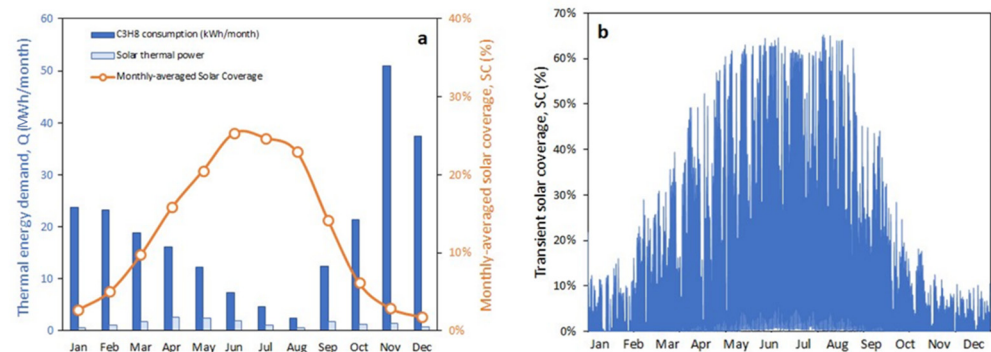 60
50
40
30
20
10
0
Thermal energy demand, Q (MWh/month)
C3H8 consumption (kWh/month)
Solar thermal power
Monthly-averaged Solar Coverage
a
40%
30%
20%
10%
0%
Monthly-averaged solar coverage, SC (%)
Jan Feb Mar Apr May Jun Jul Aug Sep Oct Nov Dec
70%
60%
50%
40%
30%
20%
10%
0%
Transient solar coverage, SC (%)
b
Jan Feb Mar Apr May Jun Jul Aug Sep Oct Nov Dec